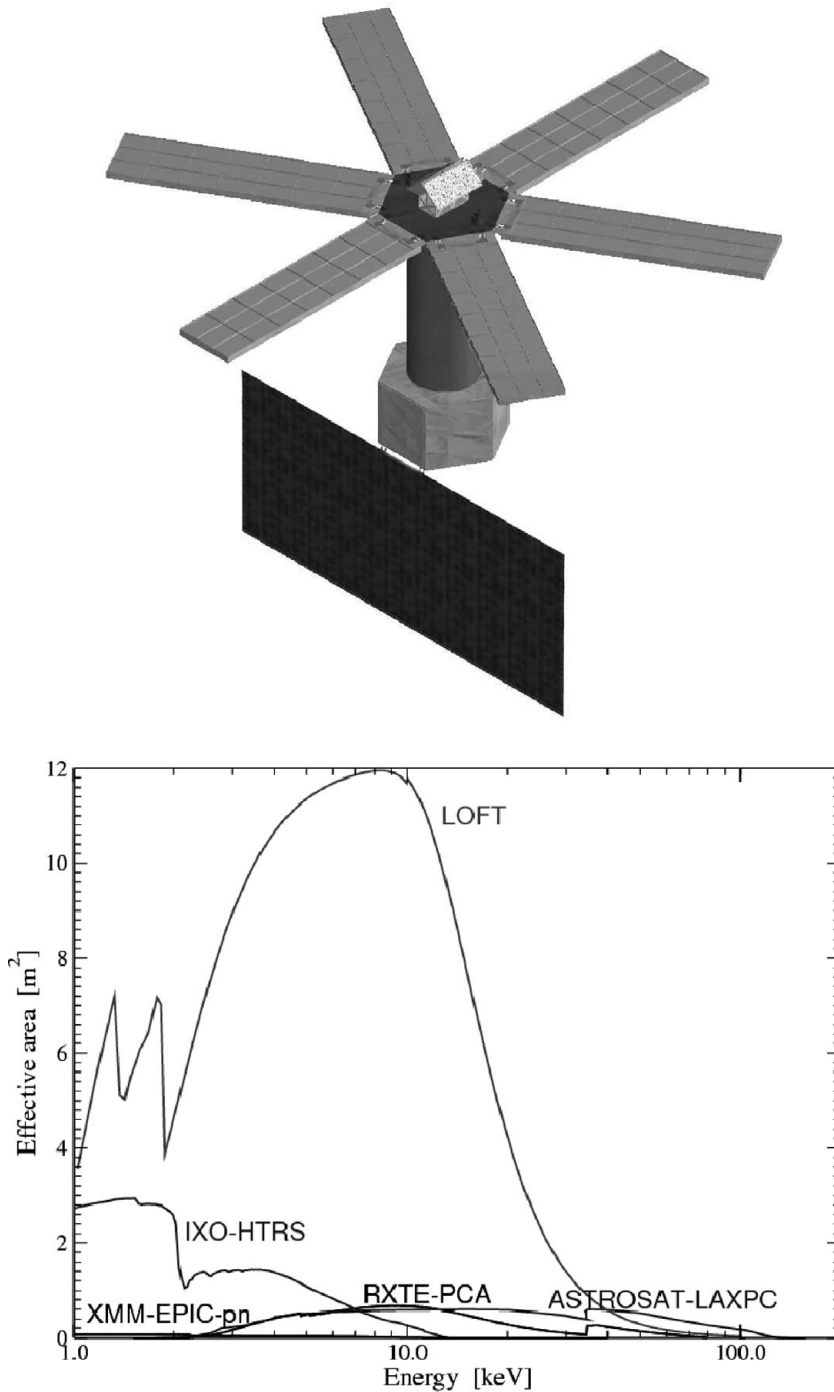 12
LOFT
10
8
Effective area [m²]
6
4
IXO-HTRS
2
RXTE-PCA
ASTROSAT-LAXPC
XMM-EPIC-pn
0
1.0
10.0
100.0
Energy [keV]